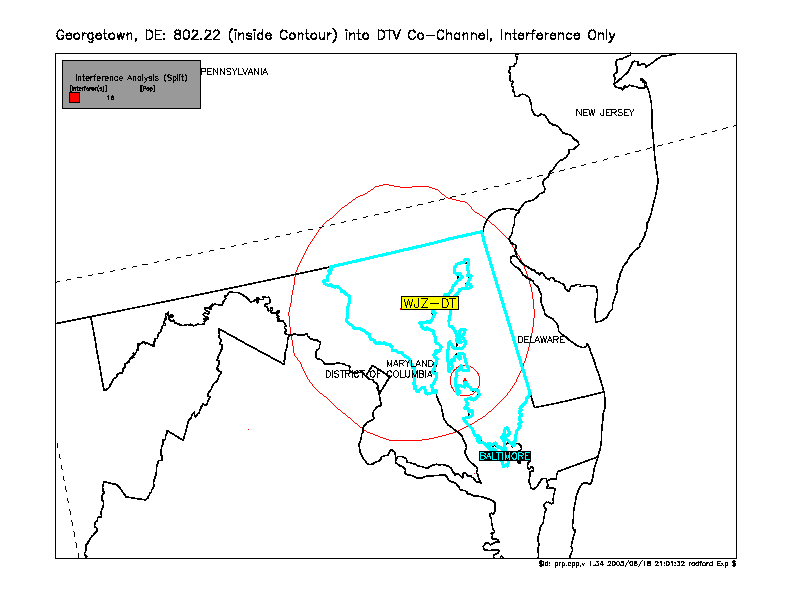 Georgetown, DE: 802.22 (inside Contour) into DTV Co-Channel, Interference Only
Interference Analysis (Split)
[Interferer(s)] [Pop]
16
PENNSYLVANIA
NEW JERSEY
WJZ-DT
DELAWARE
MARYLAND
DISTRICT OF COLUMBIA
BALTIMORE
$Id: prp.cpp,v 1.34 2005/08/18 21:01:32 radford Exp $